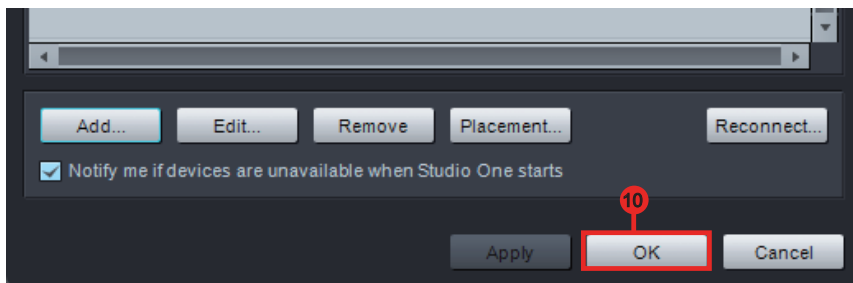 Add... Edit... Remove Placement... Reconnect...
Notify me if devices are unavailable when Studio One starts
10
Apply OK Cancel